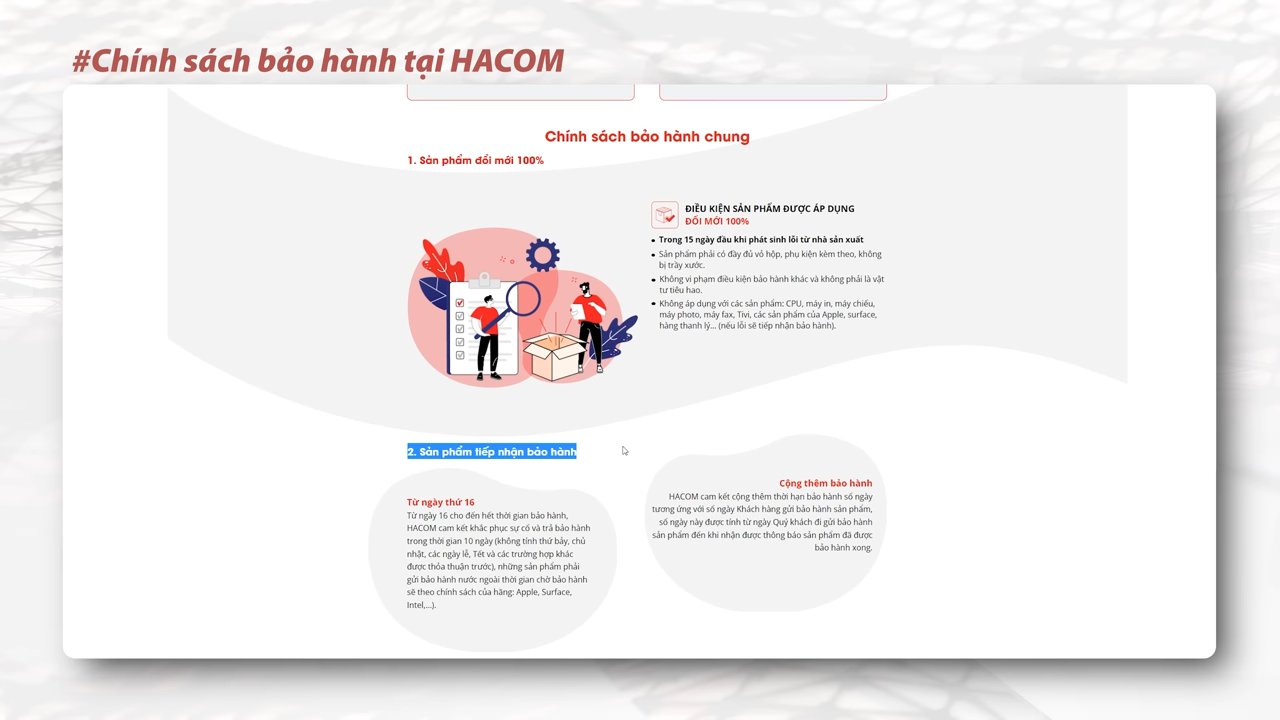 #Chính sách bảo hành tại HACOM
Chính sách bảo hành chung
1. Sản phẩm đổi mới 100%
ĐIỀU KIỆN SẢN PHẨM ĐƯỢC ÁP DỤNG
ĐỔI MỚI 100%
Trong 15 ngày đầu khi phát sinh lỗi từ nhà sản xuất
Sản phẩm phải có đầy đủ vỏ hộp, phụ kiện kèm theo, không
bị trầy xước.
Không vi phạm điều kiện bảo hành khác và không phải là vật
tư tiêu hao.
Không áp dụng với các sản phẩm: CPU, máy in, máy chiếu,
máy photo, máy fax, Tivi, các sản phẩm của Apple, surface,
hàng thanh lý... (nếu lỗi sẽ tiếp nhận bảo hành).
2. Sản phẩm tiếp nhận bảo hành
Từ ngày thứ 16
Từ ngày 16 cho đến hết thời gian bảo hành,
HACOM cam kết khắc phục sự cố và trả bảo hành
trong thời gian 10 ngày (không tính thứ bảy, chủ
nhật, các ngày lễ, Tết và các trường hợp khác
được thỏa thuận trước), những sản phẩm phải
gửi bảo hành nước ngoài thời gian chờ bảo hành
sẽ theo chính sách của hãng: Apple, Surface,
Intel,...).
Cộng thêm bảo hành
HACOM cam kết cộng thêm thời hạn bảo hành số ngày
tương ứng với số ngày Khách hàng gửi bảo hành sản phẩm,
số ngày này được tính từ ngày Quý khách đi gửi bảo hành
sản phẩm đến khi nhận được thông báo sản phẩm đã được
bảo hành xong.